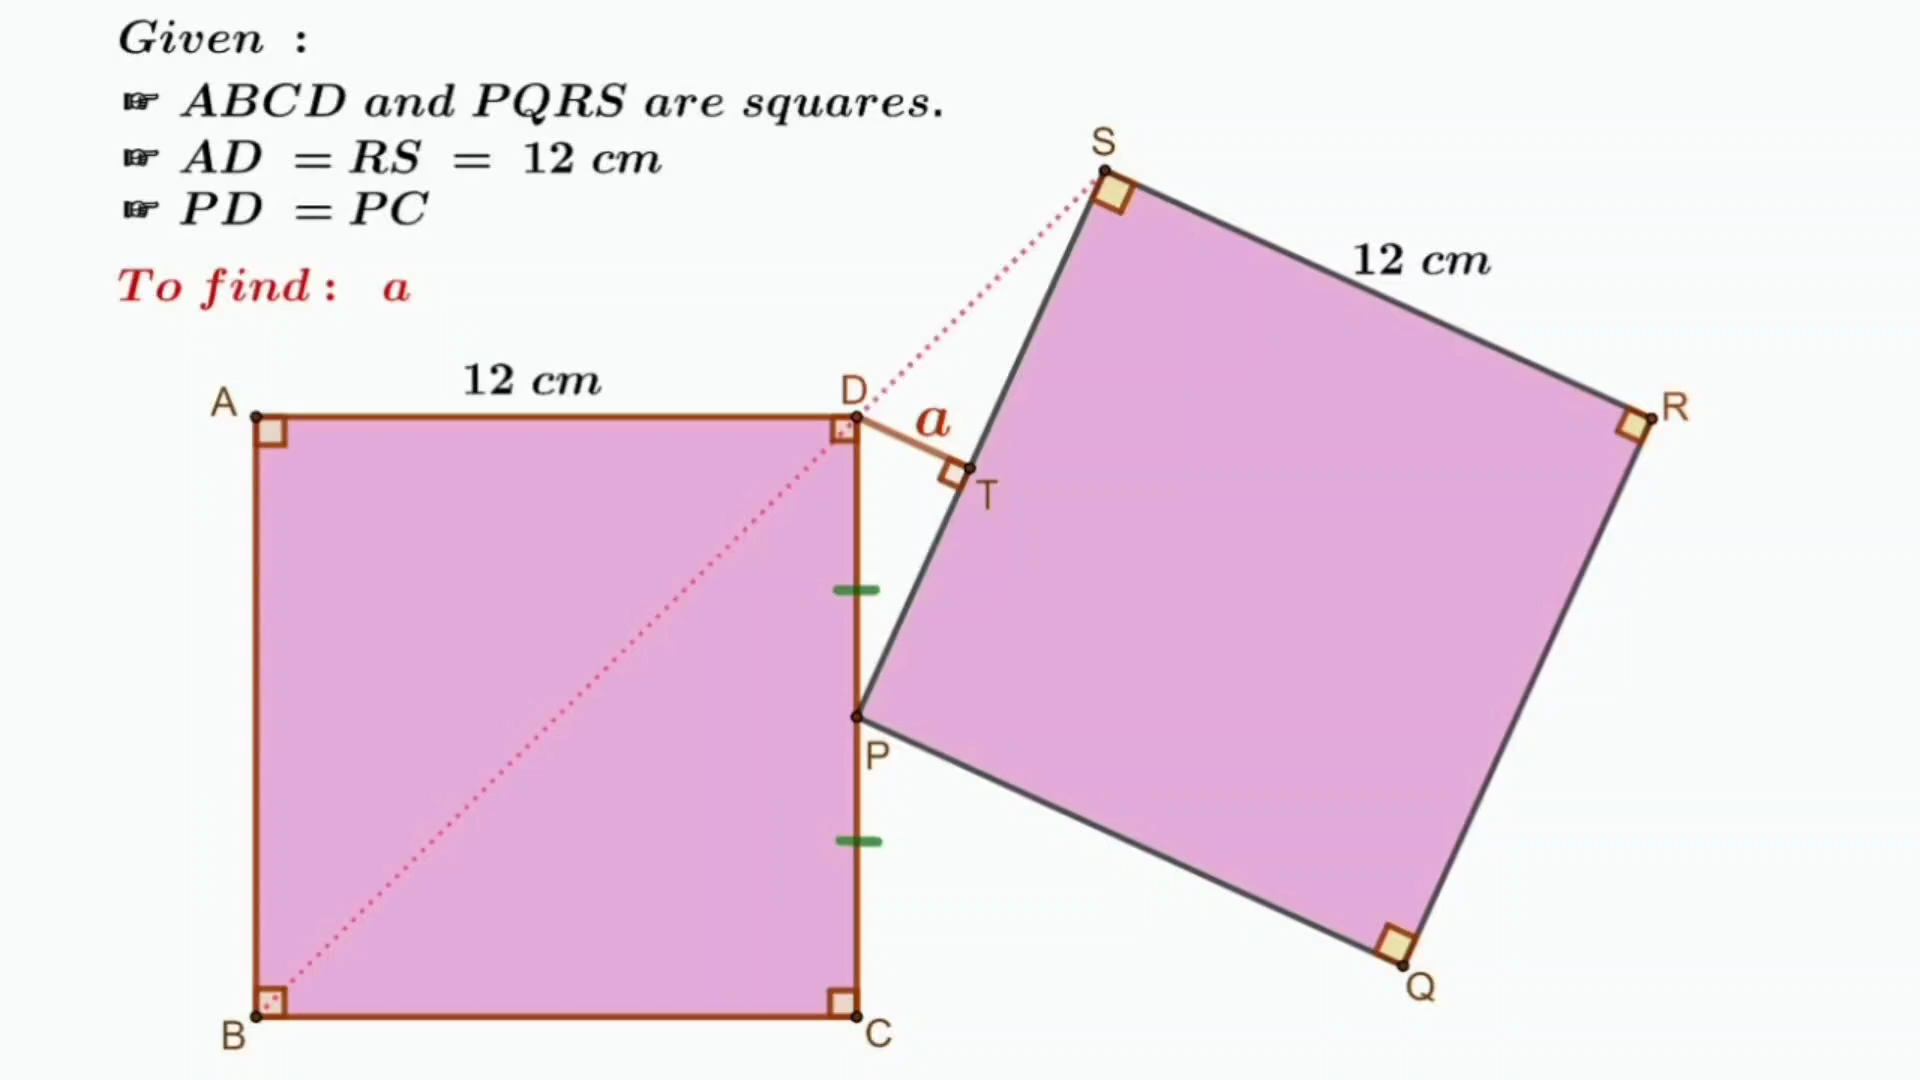 Given :
☞ ABCD and PQRS are squares.
☞ AD = RS = 12 cm
☞ PD = PC
To find : a
S
12 cm
R
12 cm
A
D
a
T
P
Q
B
C